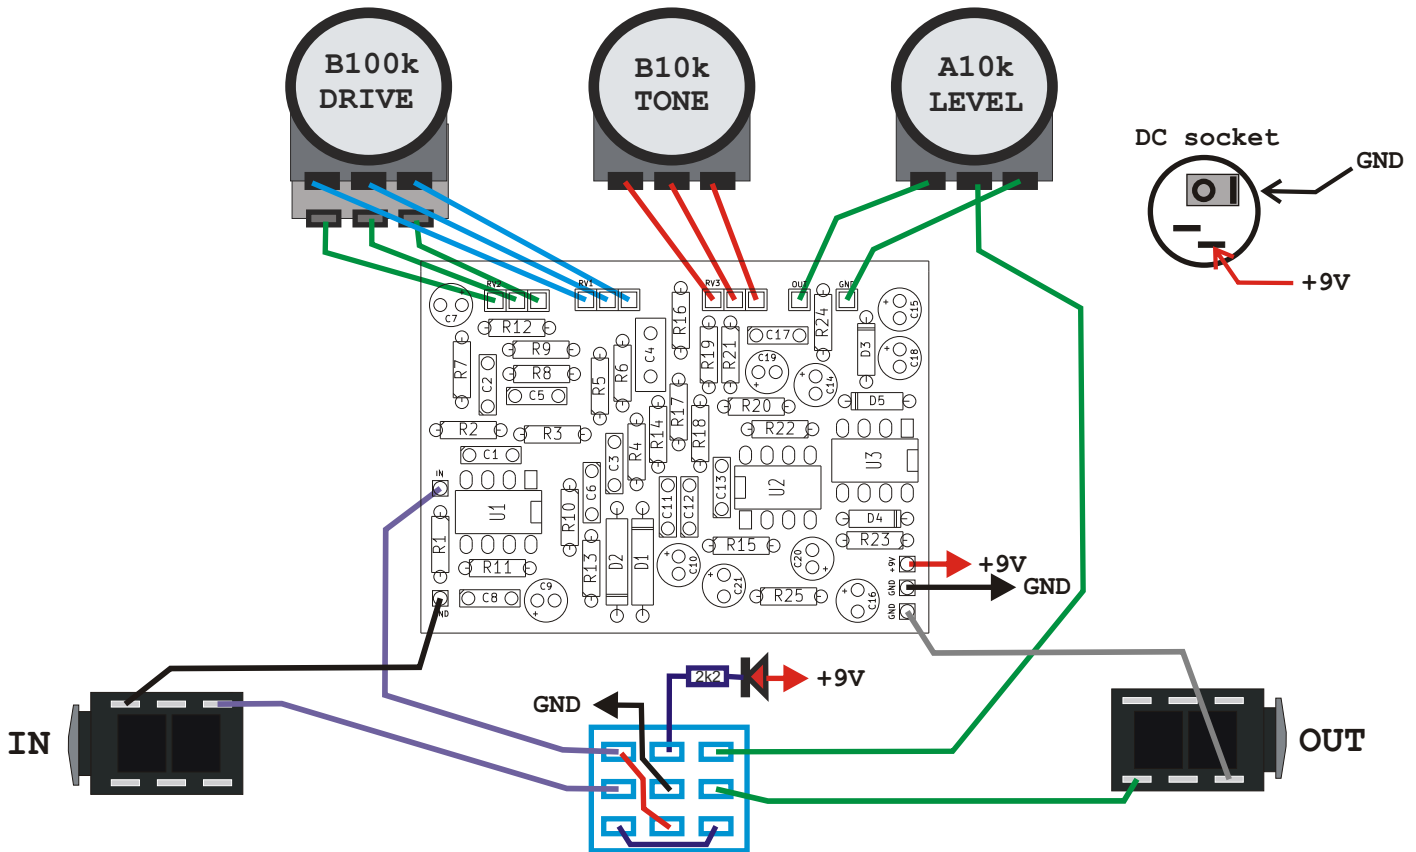 B100k
DRIVE
B10k
TONE
A10k
LEVEL
DC socket
GND
+9V
RV2
RV1
RV3
OUT
GND
C7
R12
R16
R24
C15
R9
R7
C2
R8
C5
R5
R6
C4
R19
R21
C17
C19
C14
D3
C18
R2
R3
R17
R20
D5
C1
R4
R14
R18
R22
IN
U1
C3
C6
C13
U2
U3
R1
R10
C11
C12
D4
R11
R13
D2
D1
R15
R23
C10
C20
+9V
+9V
C8
C9
C21
R25
C16
GND
GND
GND
ND
2k2
+9V
GND
IN
OUT